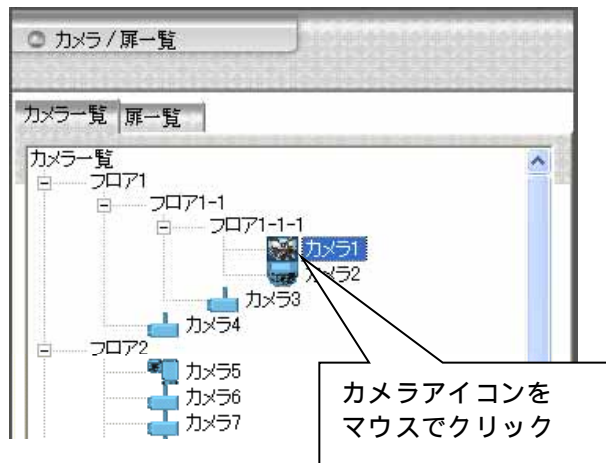 カメラ/扉一覧
カメラ一覧 扉一覧
カメラ一覧
フロア1
フロア1-1
フロア1-1-1
カメラ1
カメラ2
カメラ3
カメラ4
フロア2
カメラ5
カメラ6
カメラ7
カメラアイコンを
マウスでクリック